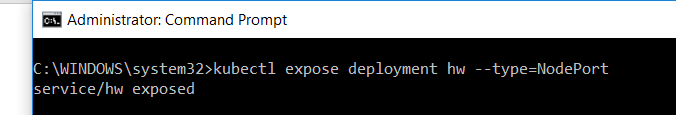 Administrator: Command Prompt
C:\WINDOWS\system32>kubectl expose deployment hw --type=NodePort
service/hw exposed